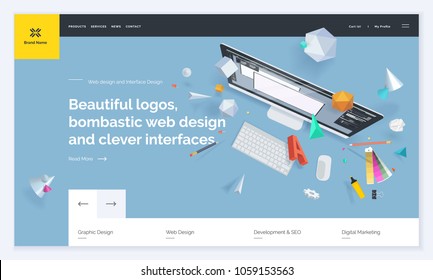 PRODUCTS SERVICES NEWS CONTACT
Cart My Profile
Brand Name
Web design and Interface Design
Beautiful logos,
bombastic web design
and clever interfaces.
Read More
A
Graphic Design Web Design Development & SEO Digital Marketing
shutterstock.com · 1059153563